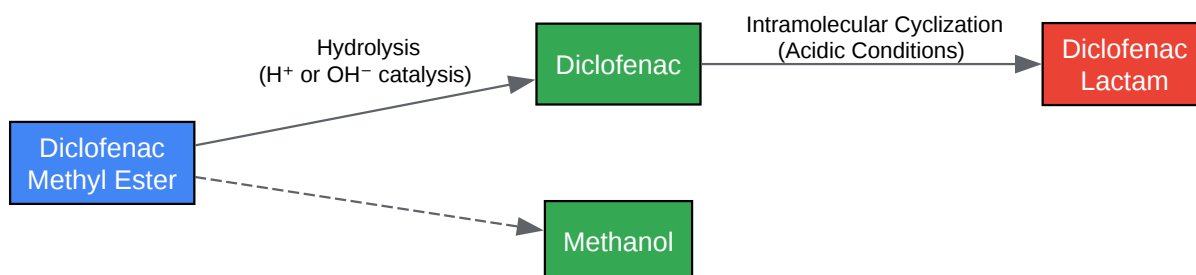 Hydrolysis
(H⁺ or OH⁻ catalysis)
Diclofenac
Intramolecular Cyclization
(Acidic Conditions)
Diclofenac
Lactam
Diclofenac
Methyl Ester
Methanol